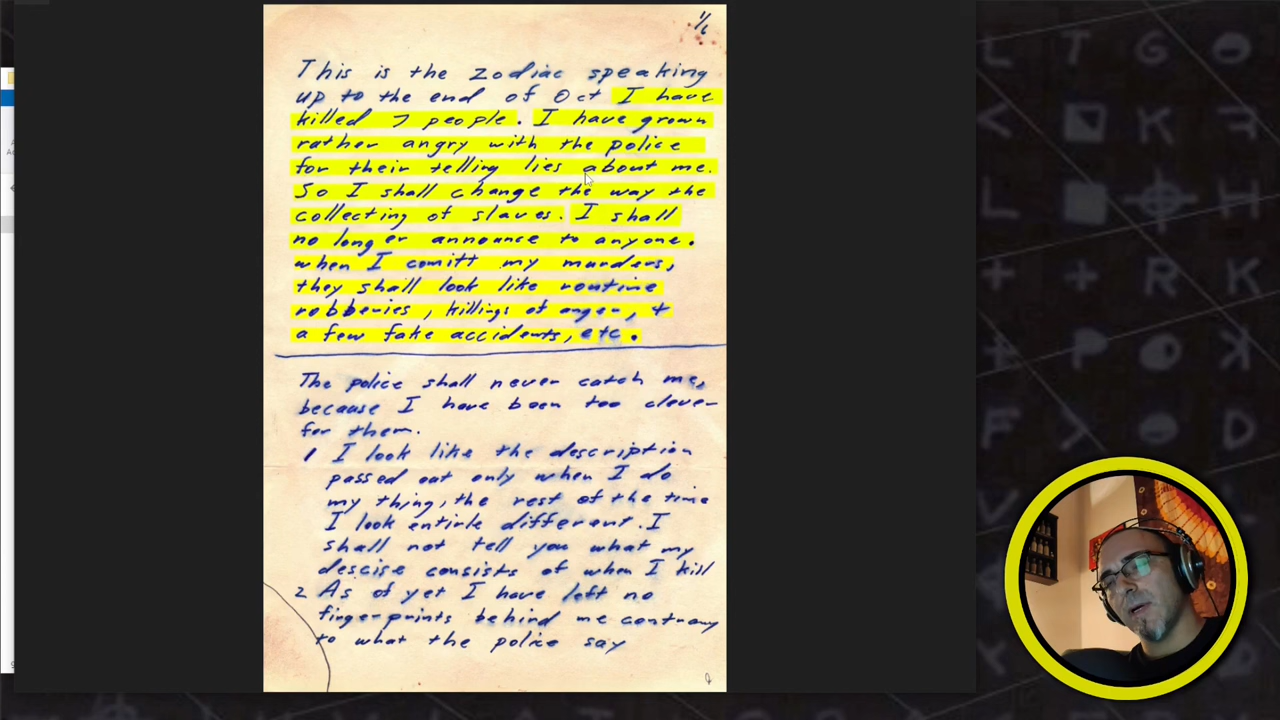 1/6
This is the Zodiac speaking
up to the end of Oct I have
killed 7 people. I have grown
rather angry with the police
for their telling lies about me.
So I shall change the way the
collecting of slaves. I shall
no longer announce to anyone.
when I comitt my murders,
they shall look like routine
robberies, killings of anger, +
a few fake accidents, etc.
The police shall never catch me,
because I have been too clever
for them.
1 I look like the description
passed out only when I do
my thing, the rest of the time
I look entirle different. I
shall not tell you what my
descise consists of when I kill
2 As of yet I have left no
fingerprints behind me contrary
to what the police say
L T G
K
L H
+ + R K
P K
F D